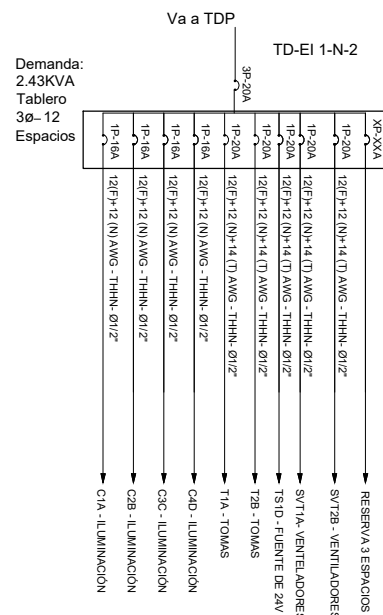 Va a TDP
TD-EI 1-N-2
Demanda:
2.43KVA
Tablero
3ø–12
Espacios
3P-20A
1P-16A
1P-16A
1P-16A
1P-16A
1P-20A
1P-20A
1P-20A
1P-20A
1P-20A
XP-XXA
12(F)+12 (N) AWG - THHN- Ø1/2"
12(F)+12 (N) AWG - THHN- Ø1/2"
12(F)+12 (N) AWG - THHN- Ø1/2"
12(F)+12 (N) AWG - THHN- Ø1/2"
12(F)+12 (N)+14 (T) AWG - THHN- Ø1/2"
12(F)+12 (N)+14 (T) AWG - THHN- Ø1/2"
12(F)+12 (N)+14 (T) AWG - THHN- Ø1/2"
12(F)+12 (N)+14 (T) AWG - THHN- Ø1/2"
12(F)+12 (N)+14 (T) AWG - THHN- Ø1/2"
C1A - ILUMINACIÓN
C2B - ILUMINACIÓN
C3C - ILUMINACIÓN
C4D - ILUMINACIÓN
T1A - TOMAS
T2B - TOMAS
TS1D - FUENTE DE 24V
SVT1A- VENTELADORES
SVT2B - VENTILADORES
RESERVA 3 ESPACIOS